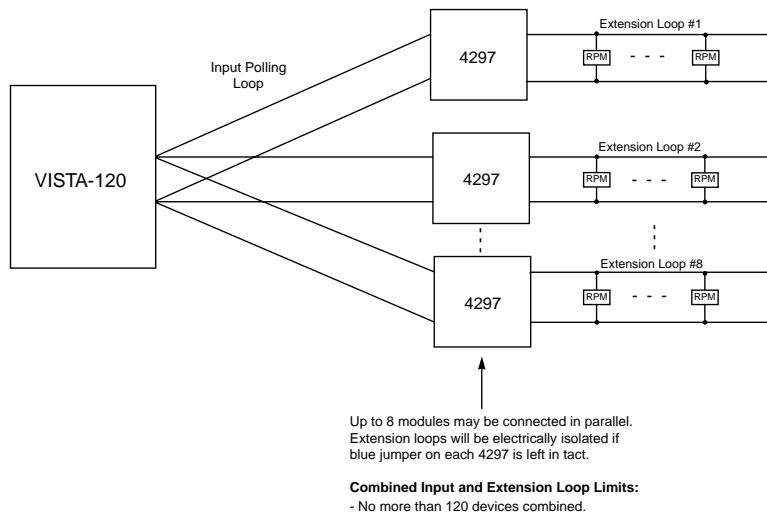 Extension Loop #1
Input Polling
Loop
4297
RPM - - - RPM
VISTA-120
Extension Loop #2
4297
RPM - - - RPM
Extension Loop #8
4297
RPM - - - RPM
Up to 8 modules may be connected in parallel.
Extension loops will be electrically isolated if
blue jumper on each 4297 is left in tact.
Combined Input and Extension Loop Limits:
- No more than 120 devices combined.